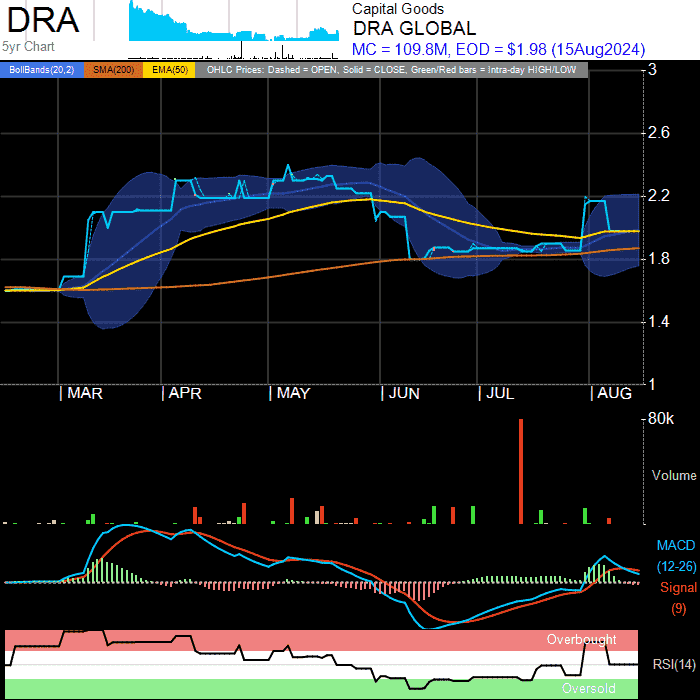 DRA
5yr Chart
Capital Goods
DRA GLOBAL
MC = 109.8M, EOD = $1.98 (15Aug2024)
BollBands(20,2) SMA(200) EMA(50) OHLC Prices: Dashed = OPEN, Solid = CLOSE, Green/Red bars = Intra-day HIGH/LOW
3
2.6
2.2
1.8
1.4
1
| MAR | APR | MAY | JUN | JUL | AUG
80k
Volume
MACD
(12-26)
Signal
(9)
Overbought
RSI(14)
Oversold